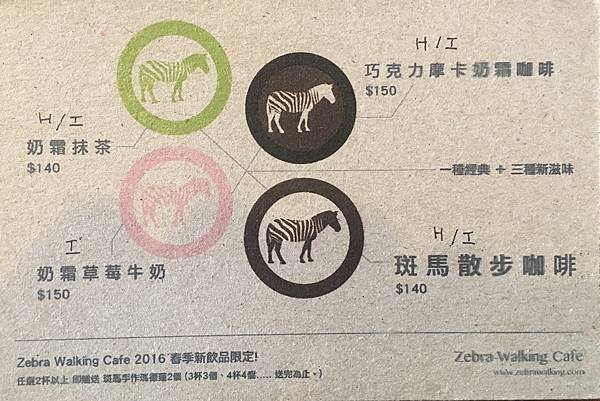 H/I
巧克力摩卡奶霜咖啡
$150
H/I
奶霜抹茶
$140
一種經典 + 三種新滋味
I
奶霜草莓牛奶
$150
H/I
斑馬散步咖啡
$140
Zebra Walking Cafe 2016 春季新飲品限定!
任選2杯以上 即贈送 斑馬手作瑪德蓮2個 (3杯3個、4杯4個..... 送完為止。)
Zebra Walking Cafe
www.zebrawalking.com